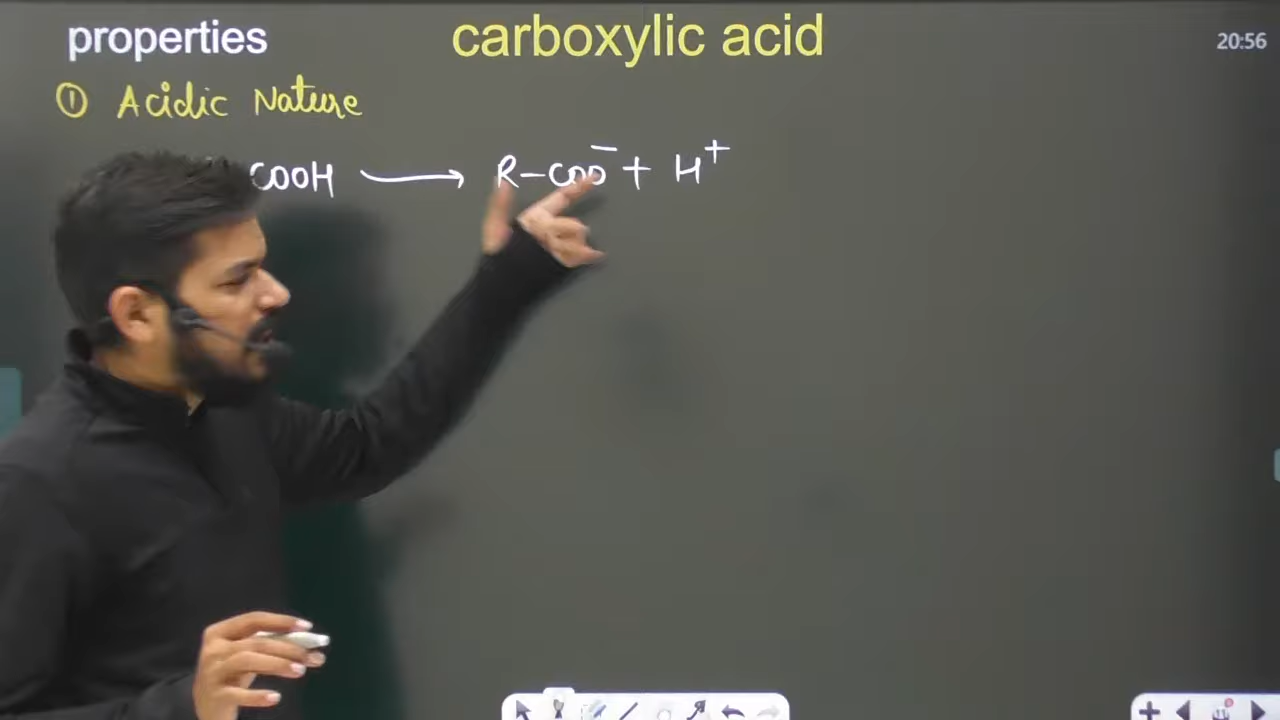 properties carboxylic acid 20:56
① Acidic Nature
COOH ⟶ R-COO⁻ + H⁺